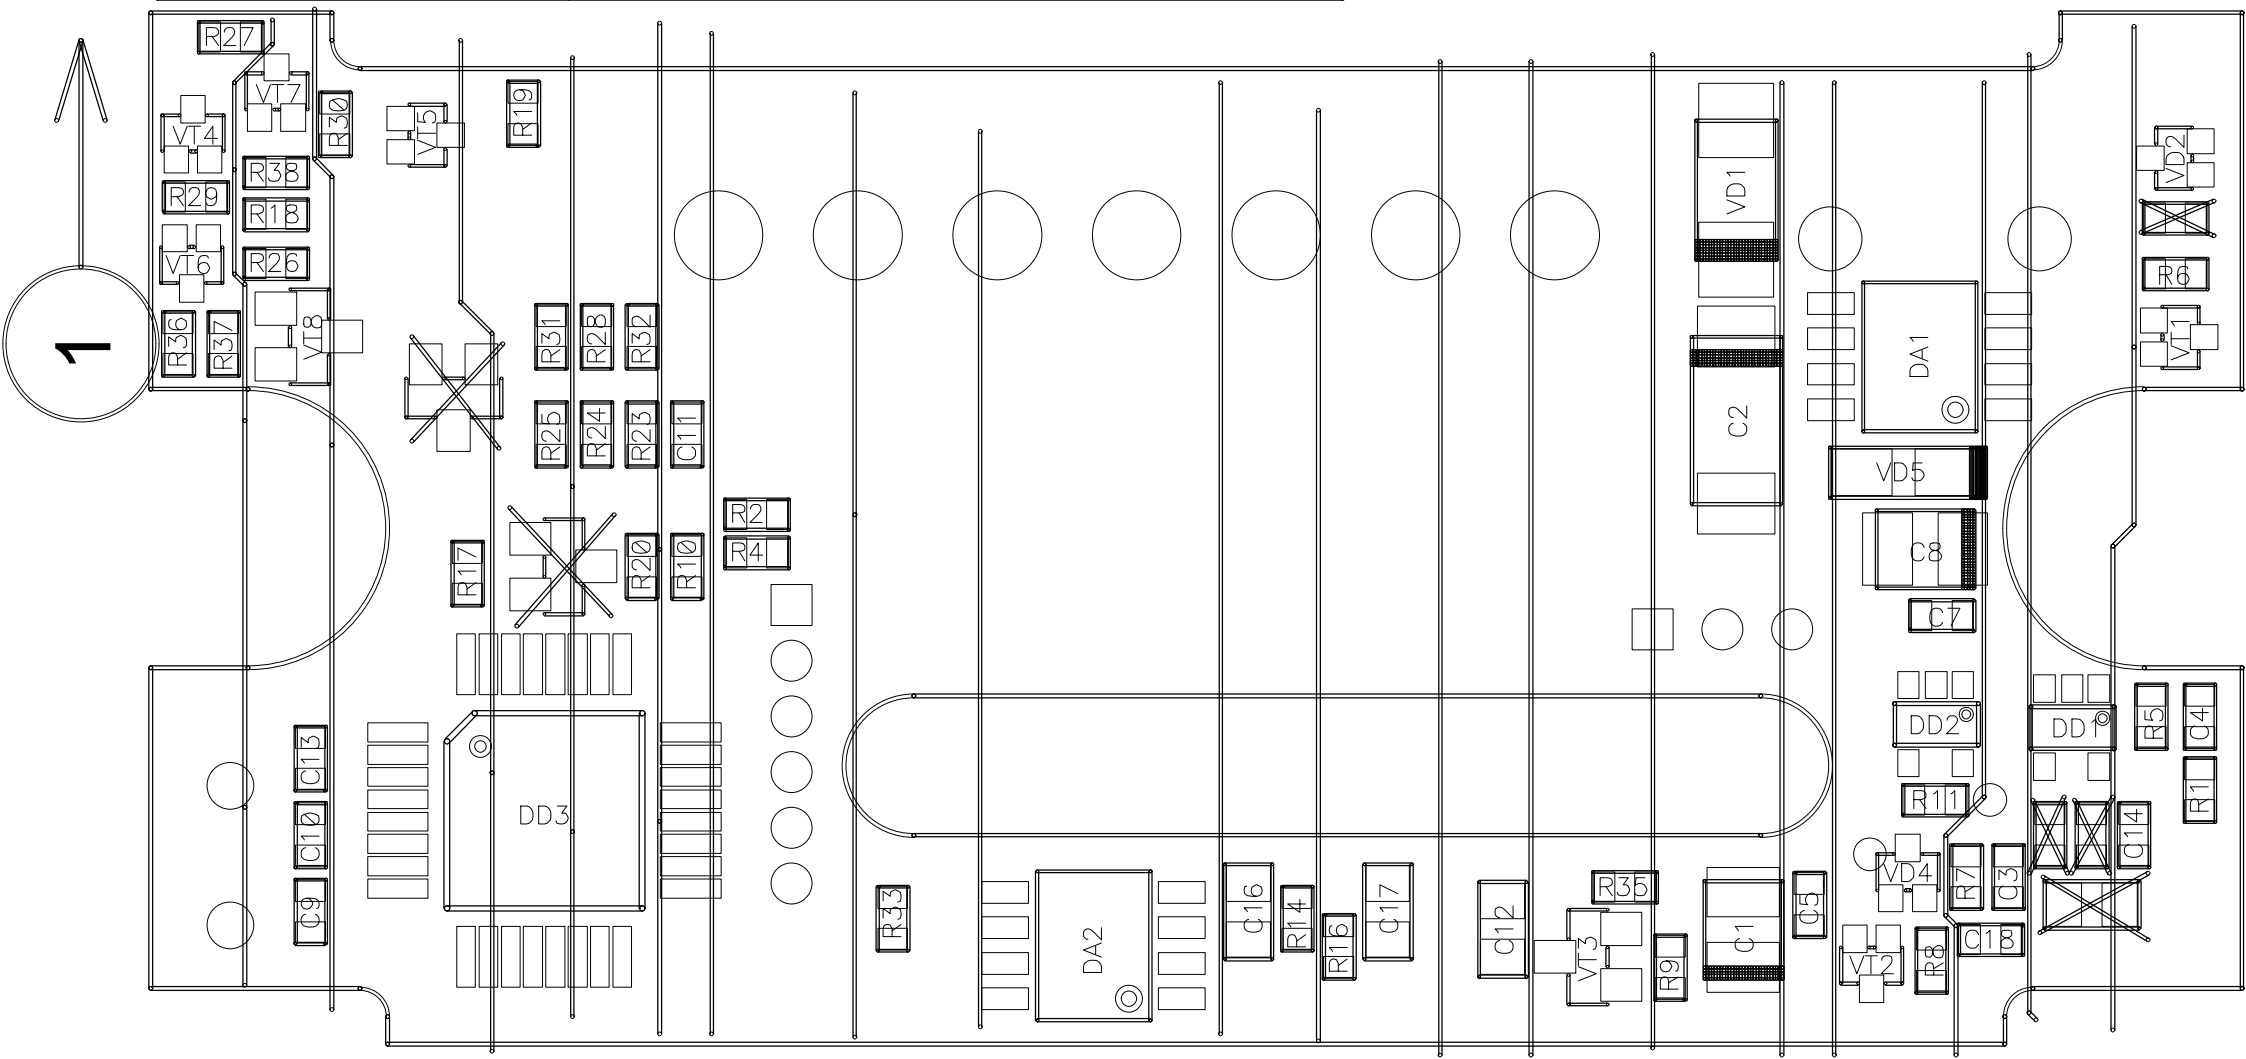 R27
VT7
R30
VT4
VT5
R19
R38
R29
R18
VT6
R26
VD1
VD2
R6
1
R36
R37
VT8
R31
R28
R32
DA1
VT1
R25
R24
R23
C11
C2
VD5
R2
R4
R17
R20
R10
C8
C7
C13
DD3
DD2
DD1
R5
C4
R1
R11
C10
C14
C9
R33
DA2
C16
R14
R16
C17
C12
R35
VT3
R9
C1
C5
VD4
R7
C3
VT2
R8
C18